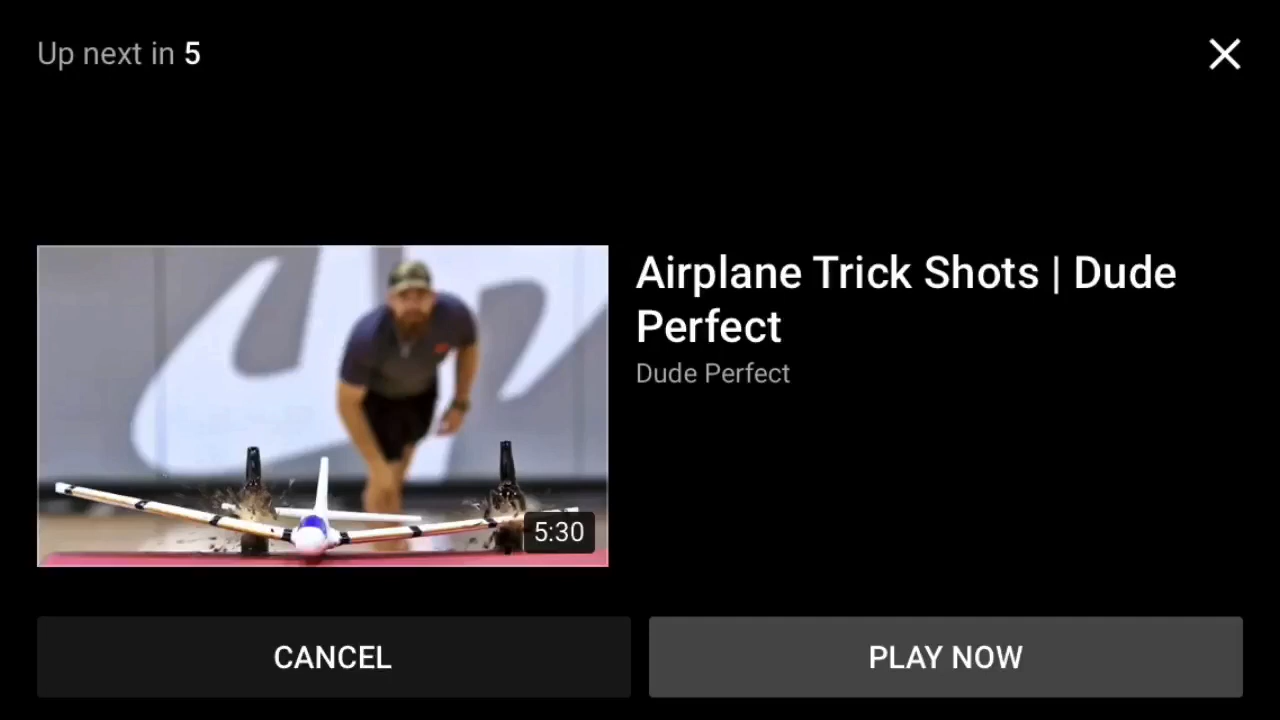 Up next in 5
Airplane Trick Shots | Dude
Perfect
Dude Perfect
5:30
CANCEL
PLAY NOW